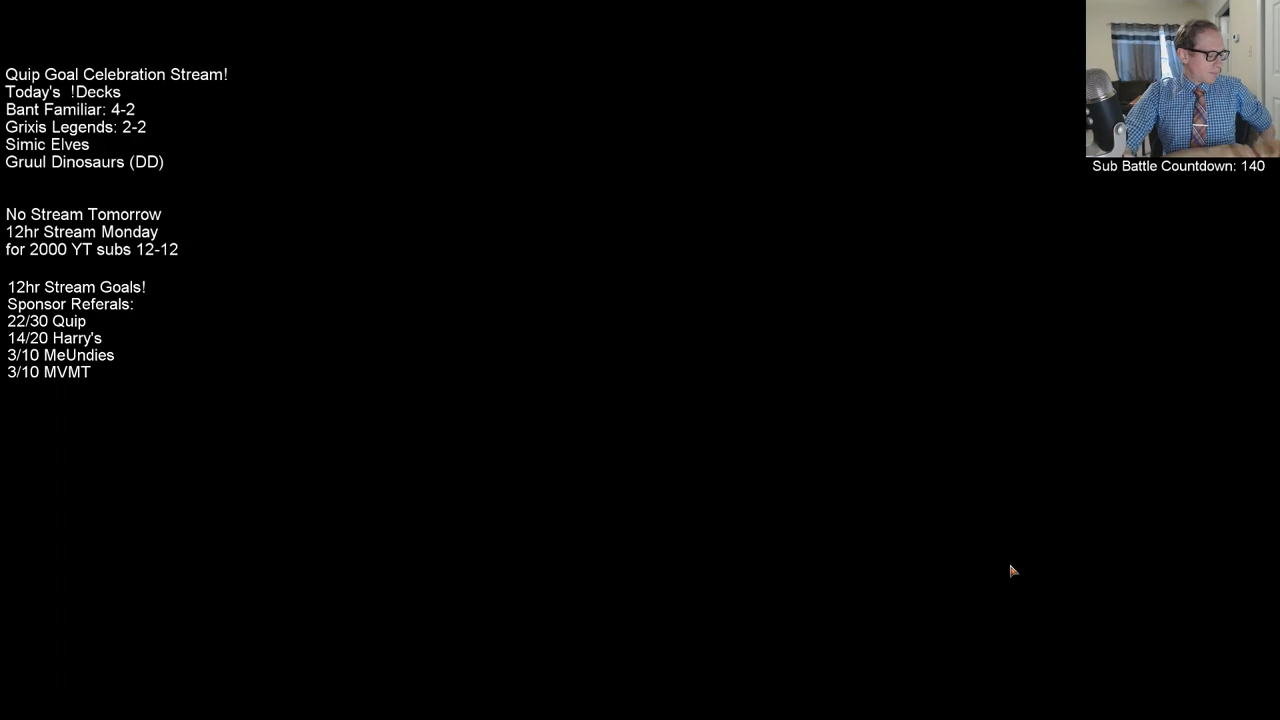 Quip Goal Celebration Stream!
Today's !Decks
Bant Familiar: 4-2
Grixis Legends: 2-2
Simic Elves
Gruul Dinosaurs (DD)
No Stream Tomorrow
12hr Stream Monday
for 2000 YT subs 12-12
12hr Stream Goals!
Sponsor Referals:
22/30 Quip
14/20 Harry's
3/10 MeUndies
3/10 MVMT
Sub Battle Countdown: 140